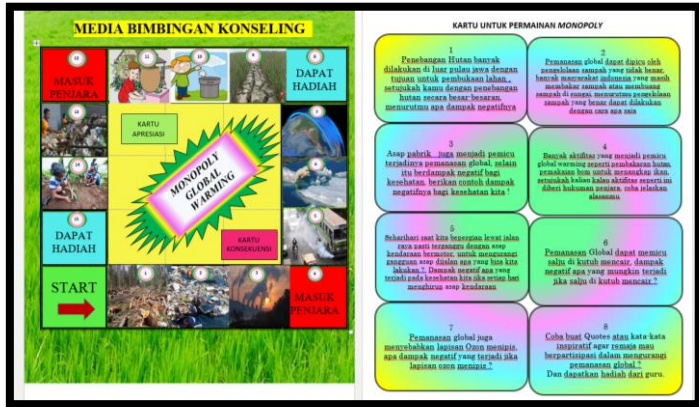 MEDIA BIMBINGAN KONSELING
MASUK
PENJARA
DAPAT
HADIAH
KARTU
APRESIASI
MONOPOLY
GLOBAL
WARMING
KARTU
KONSEKUENSI
DAPAT
HADIAH
START
MASUK
PENJARA
KARTU UNTUK PERMAINAN MONOPOLY
1
Penebangan Hutan banyak
dilakukan di luar pulau jawa dengan
tujuan untuk pembukaan lahan ,
setujukah kamu dengan penebangan
hutan secara besar-besaran,
menurutmu apa dampak negatifnya
2
Pemanasan global dapat dipicu oleh
pengelolaan sampah yang tidak benar,
banyak masyarakat indonesia yang masih
membakar sampah atau membuang
sampah di sungai, menurutmu pengelolaan
sampah yang benar dapat dilakukan
dengan cara apa saja
3
Asap pabrik juga menjadi pemicu
terjadinya pemanasan global, selain
itu berdampak negatif bagi
kesehatan, berikan contoh dampak
negatifnya bagi kesehatan kita !
4
Banyak aktifitas yang menjadi pemicu
global warming seperti pembakaran hutan,
pemakaian bom untuk menangkap ikan,
setujukah kalian kalau aktifitas seperti ini
diberi hukuman penjara, coba jelaskan
alasanmu
5
Seharihari saat kita bepergian lewat jalan
raya pasti terganggu dengan asap
kendaraan bermotor, untuk mengurangi
gangguan asap dijalan apa yang bisa kita
lakukan ?, Dampak negatif apa yang
terjadi pada kesehatan kita jika setiap hari
menghirup asap kendaraan
6
Pemanasan Global dapat memicu
salju di kutub mencair, dampak
negatif apa yang mungkin terjadi
jika salju di kutub mencair ?
7
Pemanasan global juga
menyebabkan lapisan Ozon menipis,
apa dampak negatif yang terjadi jika
lapisan ozon menipis ?
8
Coba buat Quotes atau kata-kata
inspiratif agar remaja mau
berpartisipasi dalam mengurangi
pemanasan global ?
Dan dapatkan hadiah dari guru.